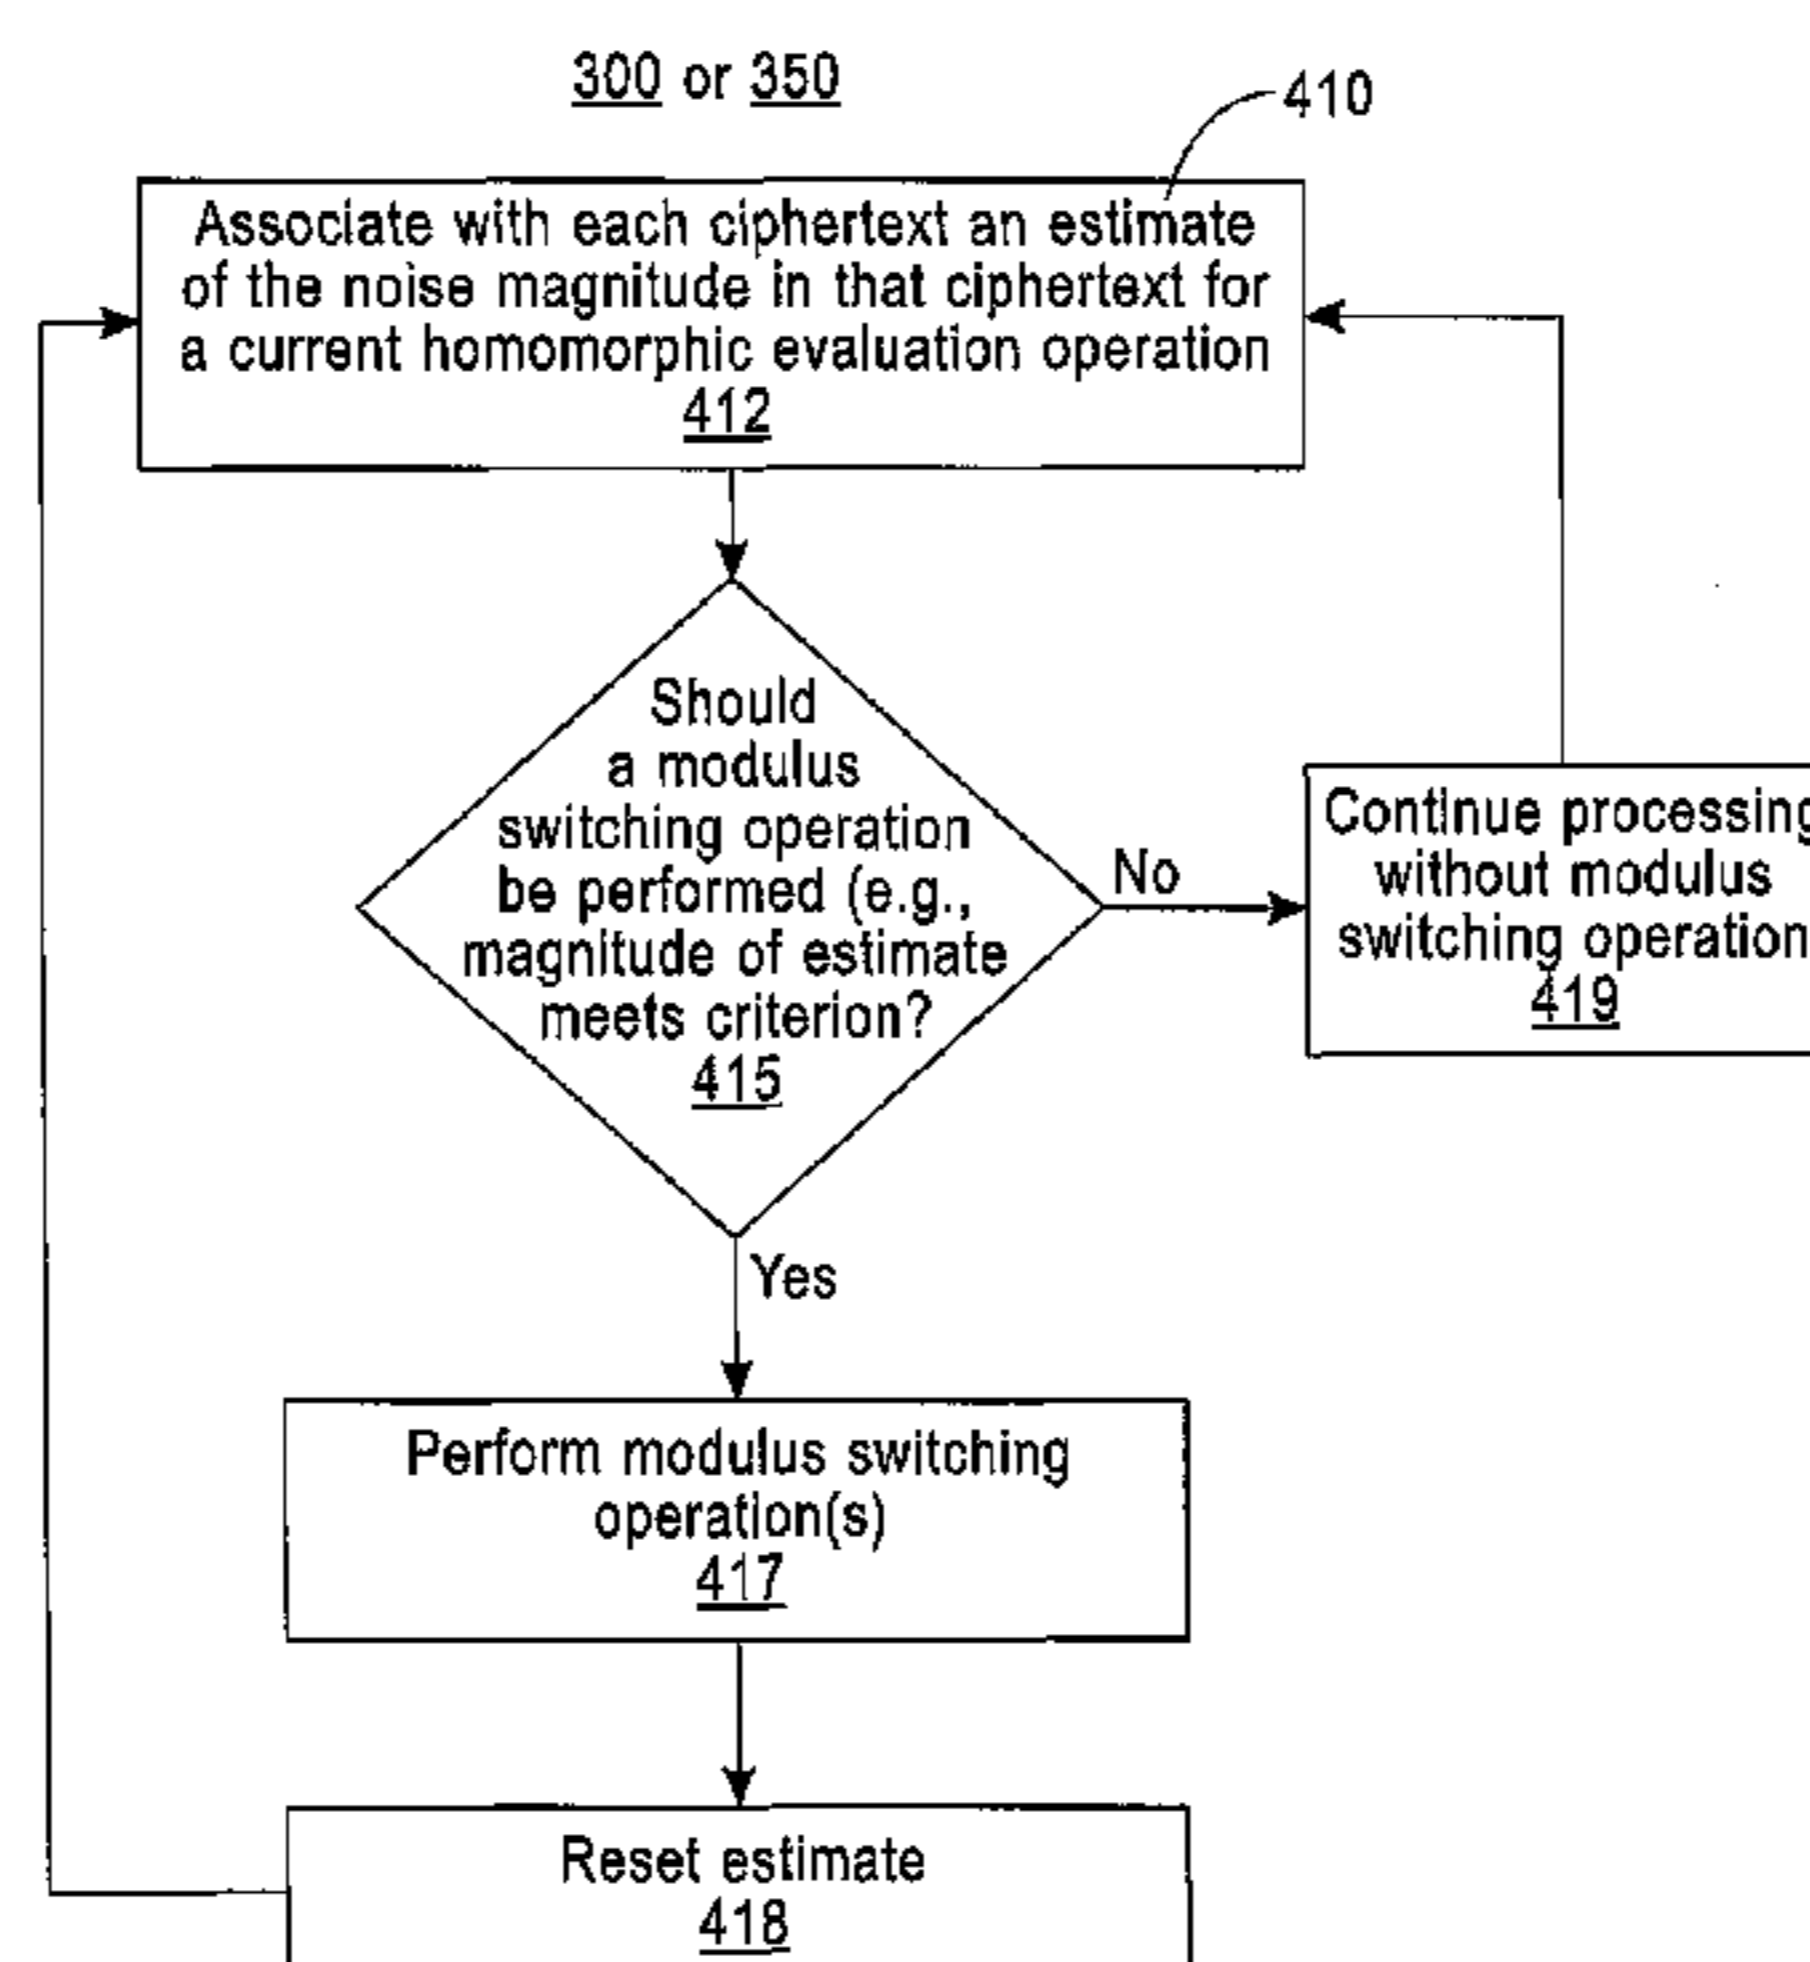 300 or 350
410
Associate with each ciphertext an estimate
of the noise magnitude in that ciphertext for
a current homomorphic evaluation operation
412
Should
a modulus
switching operation
be performed (e.g.,
magnitude of estimate
meets criterion?
415
No
Continue processing
without modulus
switching operation
419
Yes
Perform modulus switching
operation(s)
417
Reset estimate
418